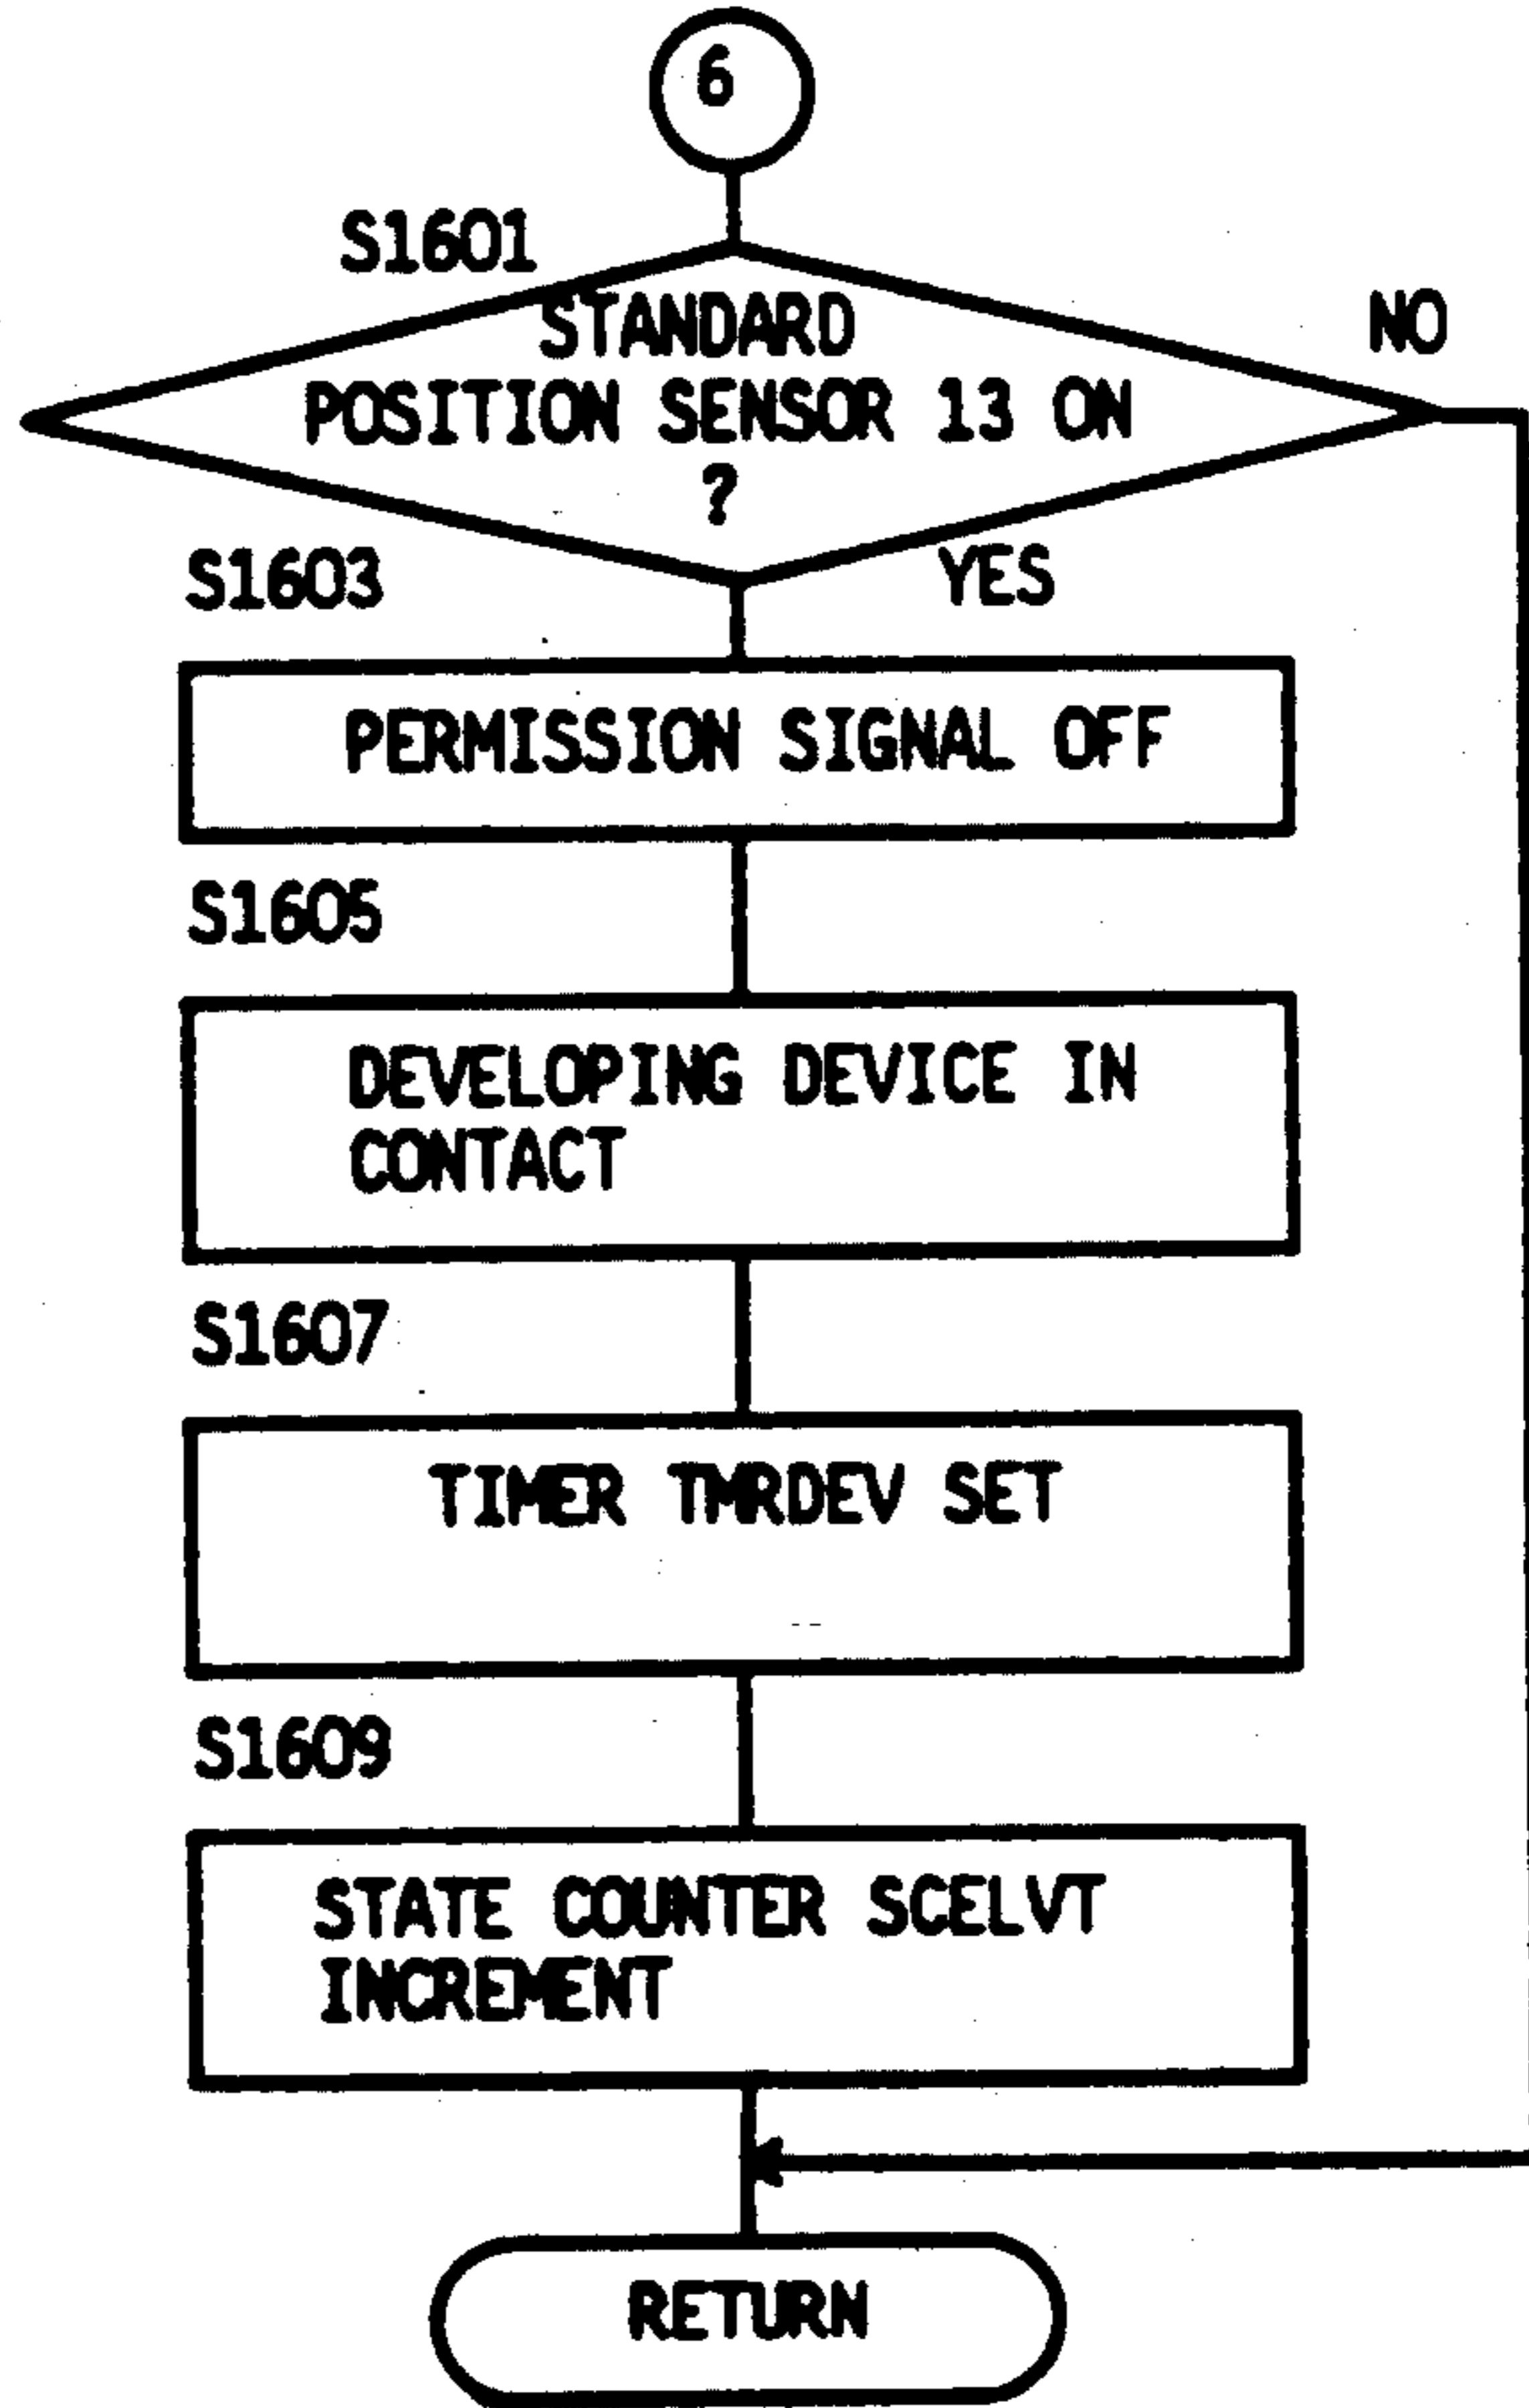 6
S1601
STANDARD
POSITION SENSOR 13 ON
?
NO
S1603
YES
PERMISSION SIGNAL OFF
S1605
DEVELOPING DEVICE IN
CONTACT
S1607
TIMER TMRDEV SET
S1609
STATE COUNTER SCELVT
INCREMENT
RETURN